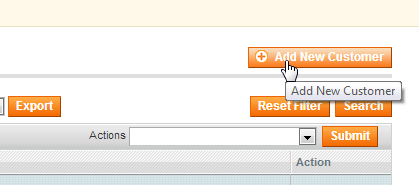 Add New Customer
Add New Customer
Export
Reset Filter
Search
Actions
Submit
Action